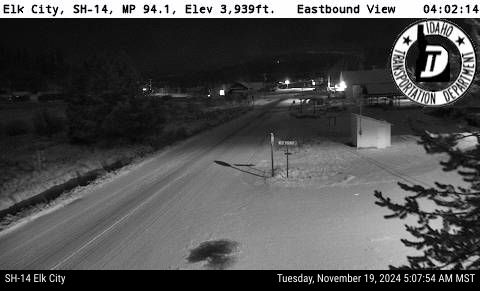 Elk City, SH-14, MP 94.1, Elev 3,939ft. Eastbound View 04:02:14
IDAHO
TRANSPORTATION DEPARTMENT
SH-14 Elk City
Tuesday, November 19, 2024 5:07:54 AM MST